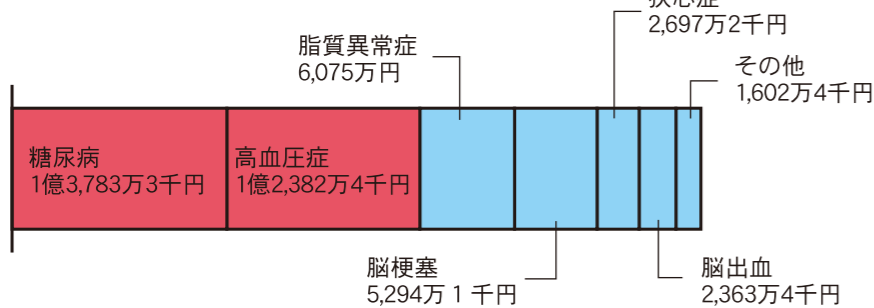 2,697万2千円
脂質異常症
6,075万円
その他
1,602万4千円
糖尿病
1億3,783万3千円
高血圧症
1億2,382万4千円
脳梗塞
5,294万１千円
脳出血
2,363万4千円